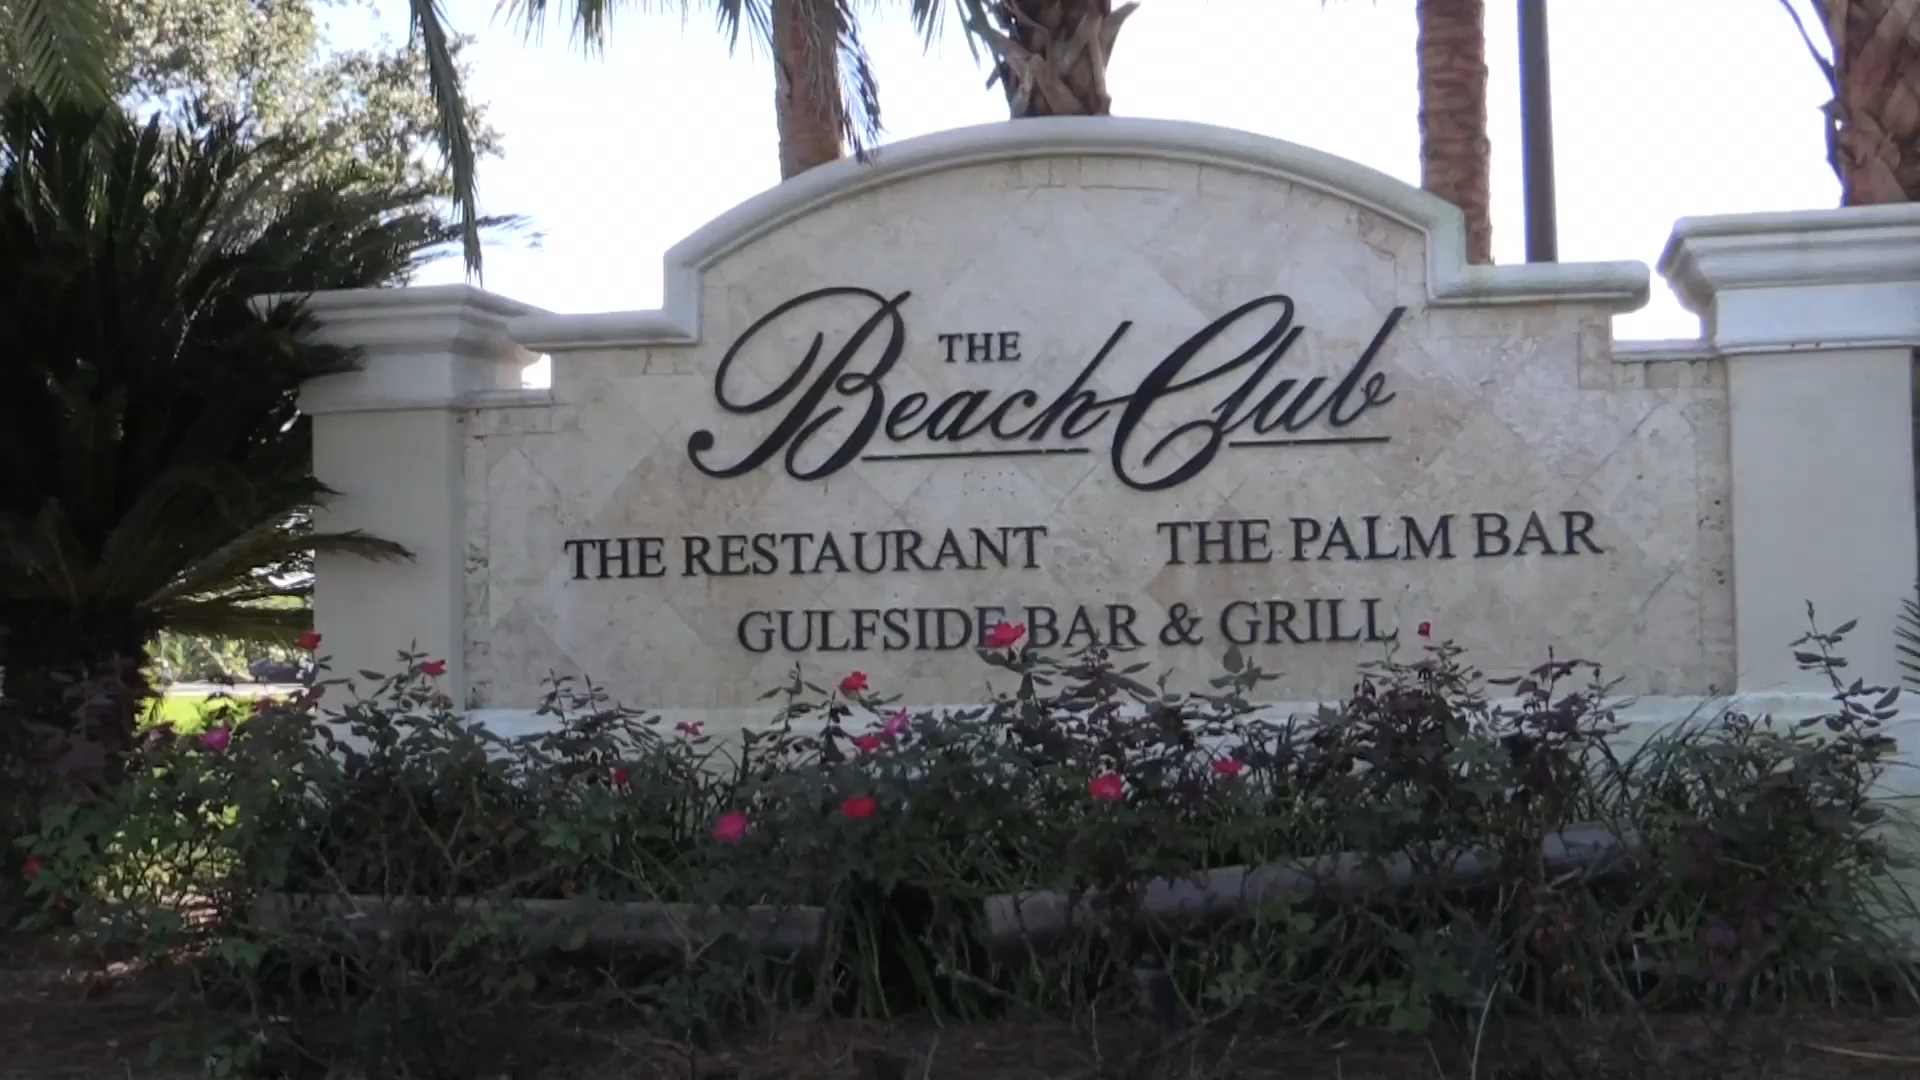 THE
Beach Club
THE RESTAURANT THE PALM BAR
GULFSIDE BAR & GRILL